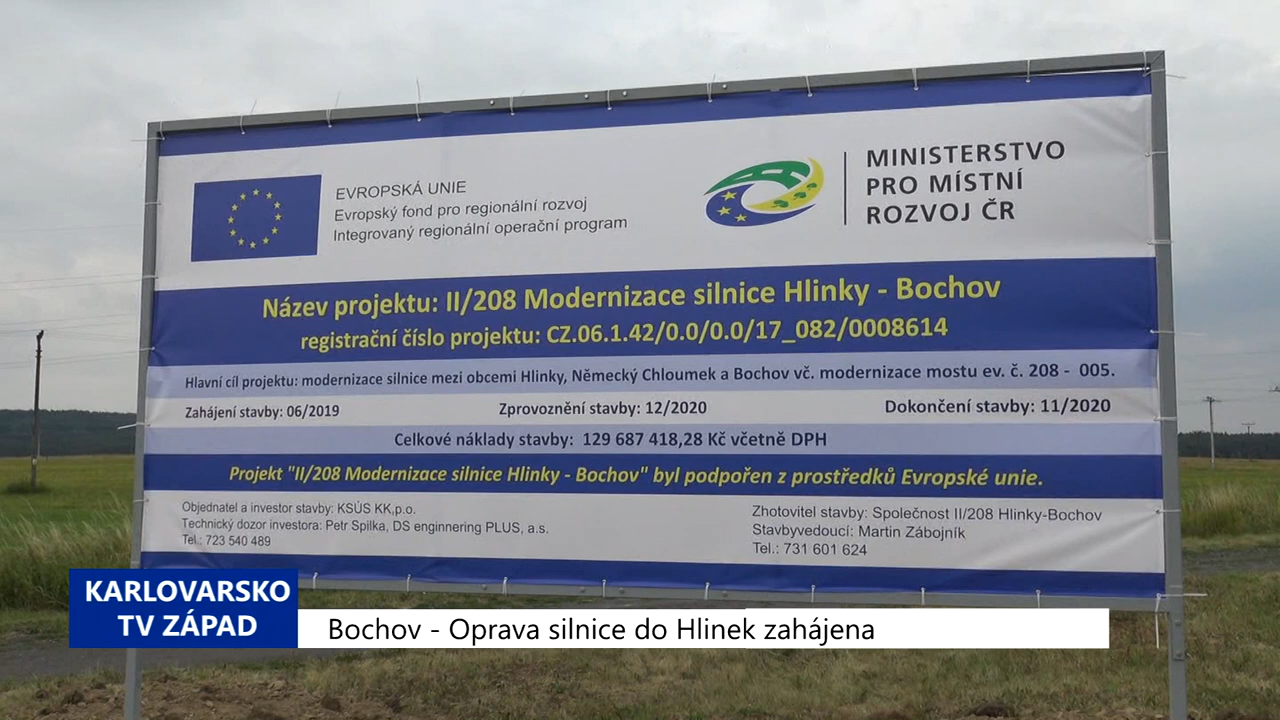 EVROPSKÁ UNIE
Evropský fond pro regionální rozvoj
Integrovaný regionální operační program
MINISTERSTVO
PRO MÍSTNÍ
ROZVOJ ČR
Název projektu: II/208 Modernizace silnice Hlinky - Bochov
registrační číslo projektu: CZ.06.1.42/0.0/0.0/17_082/0008614
Hlavní cíl projektu: modernizace silnice mezi obcemi Hlinky, Německý Chloumek a Bochov vč. modernizace mostu ev. č. 208 - 005.
Zahájení stavby: 06/2019 Zprovoznění stavby: 12/2020 Dokončení stavby: 11/2020
Celkové náklady stavby: 129 687 418,28 Kč včetně DPH
Projekt "II/208 Modernizace silnice Hlinky - Bochov" byl podpořen z prostředků Evropské unie.
Objednatel a investor stavby: KSÚS KK,p.o.
Technický dozor investora: Petr Spilka, DS enginnering PLUS, a.s.
Tel.: 723 540 489
Zhotovitel stavby: Společnost II/208 Hlinky-Bochov
Stavbyvedoucí: Martin Zábojník
Tel.: 731 601 624
KARLOVARSKO
TV ZÁPAD
Bochov - Oprava silnice do Hlinek zahájena